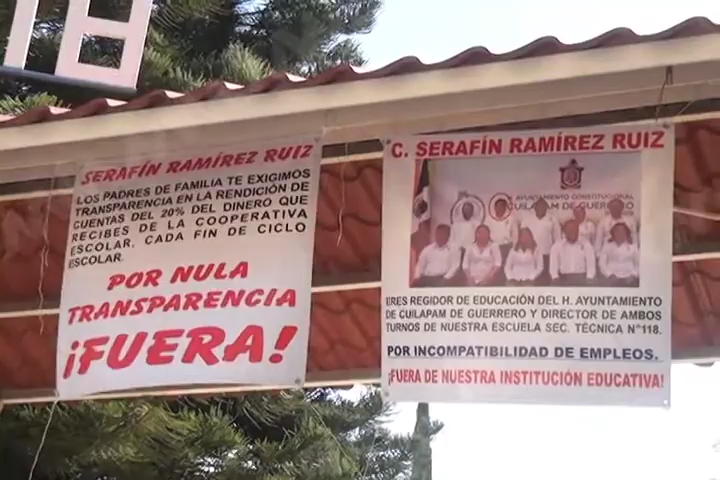 SERAFÍN RAMÍREZ RUIZ
LOS PADRES DE FAMILIA TE EXIGIMOS
TRANSPARENCIA EN LA RENDICIÓN DE
CUENTAS DEL 20% DEL DINERO QUE
RECIBES DE LA COOPERATIVA
ESCOLAR. CADA FIN DE CICLO
ESCOLAR.
POR NULA
TRANSPARENCIA
¡FUERA!
C. SERAFÍN RAMÍREZ RUIZ
AYUNTAMIENTO CONSTITUCIONAL
CUILAPAM DE GUERRERO
ERES REGIDOR DE EDUCACIÓN DEL H. AYUNTAMIENTO
DE CUILAPAM DE GUERRERO Y DIRECTOR DE AMBOS
TURNOS DE NUESTRA ESCUELA SEC. TÉCNICA N°118.
POR INCOMPATIBILIDAD DE EMPLEOS.
¡FUERA DE NUESTRA INSTITUCIÓN EDUCATIVA!